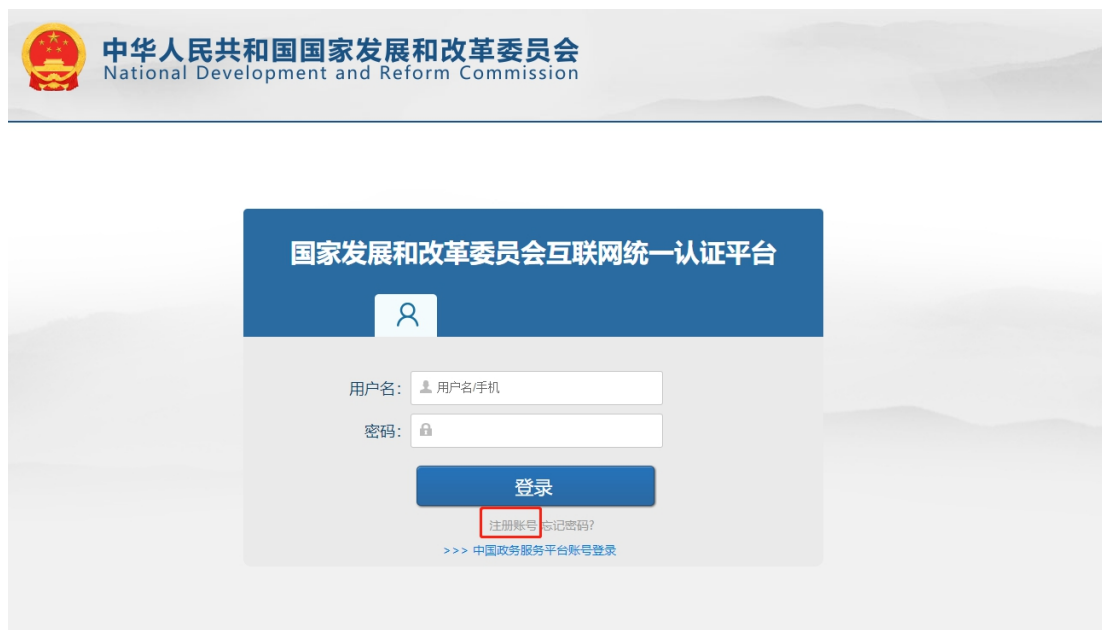 中华人民共和国国家发展和改革委员会
National Development and Reform Commission
国家发展和改革委员会互联网统一认证平台
用户名: 用户名/手机
密码:
登录
注册账号 忘记密码?
>>> 中国政务服务平台账号登录